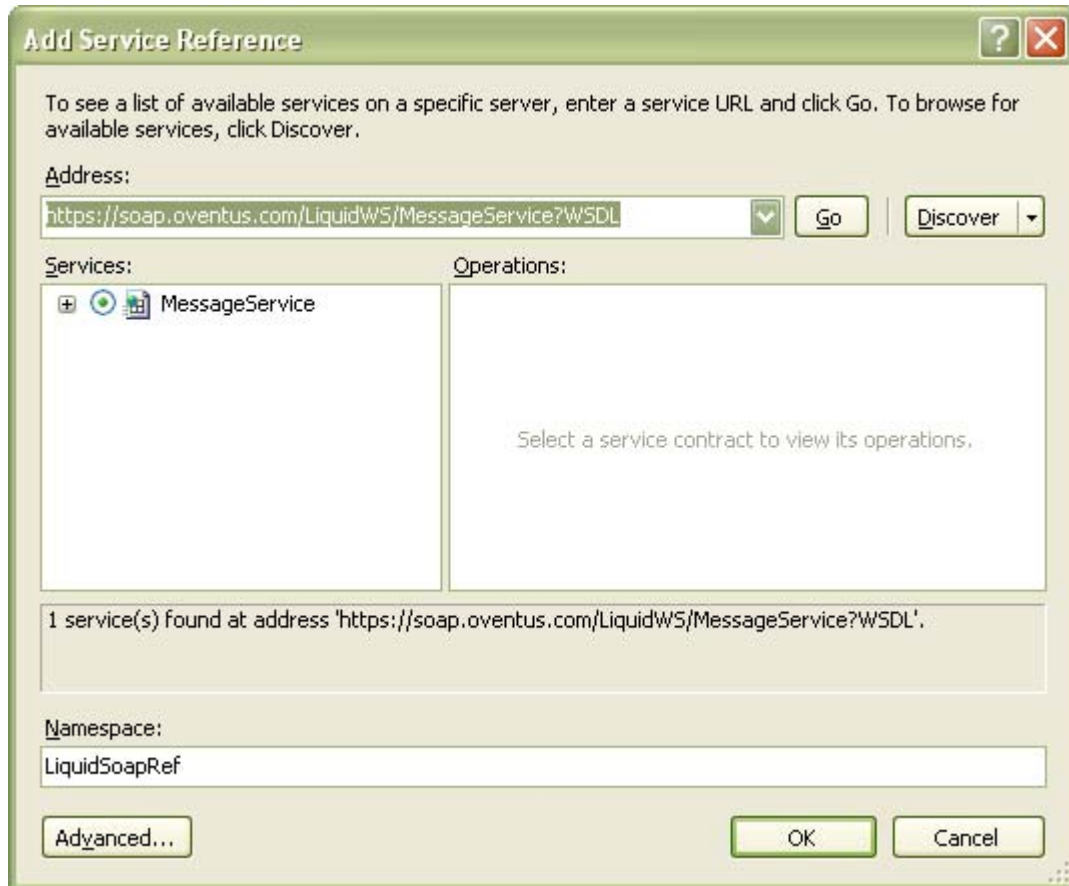 Add Service Reference
To see a list of available services on a specific server, enter a service URL and click Go. To browse for
available services, click Discover.
Address:
https://soap.oventus.com/LiquidWS/MessageService?WSDL
Go
Discover
Services:
Operations:
MessageService
Select a service contract to view its operations.
1 service(s) found at address 'https://soap.oventus.com/LiquidWS/MessageService?WSDL'.
Namespace:
LiquidSoapRef
Advanced...
OK
Cancel